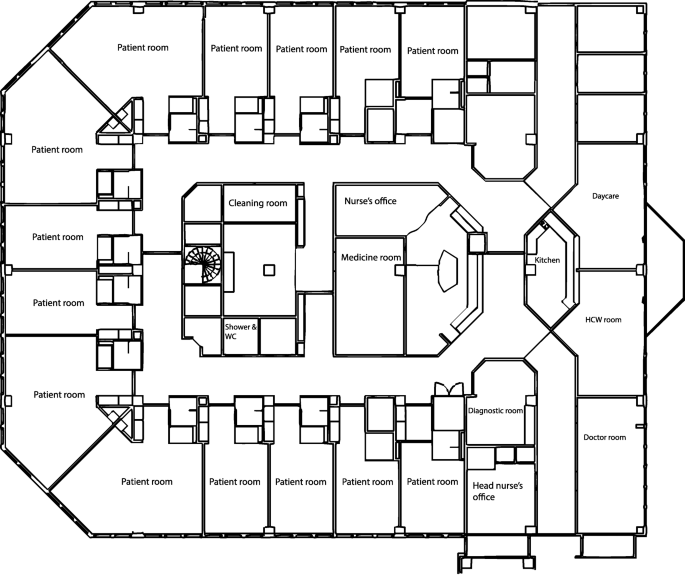 Patient room
Patient room
Patient room
Patient room
Patient room
Patient room
Daycare
Cleaning room
Nurse's office
Patient room
Medicine room
Kitchen
Patient room
HCW room
Shower &
WC
Patient room
Diagnostic room
Doctor room
Patient room
Patient room
Patient room
Patient room
Patient room
Head nurse's
office